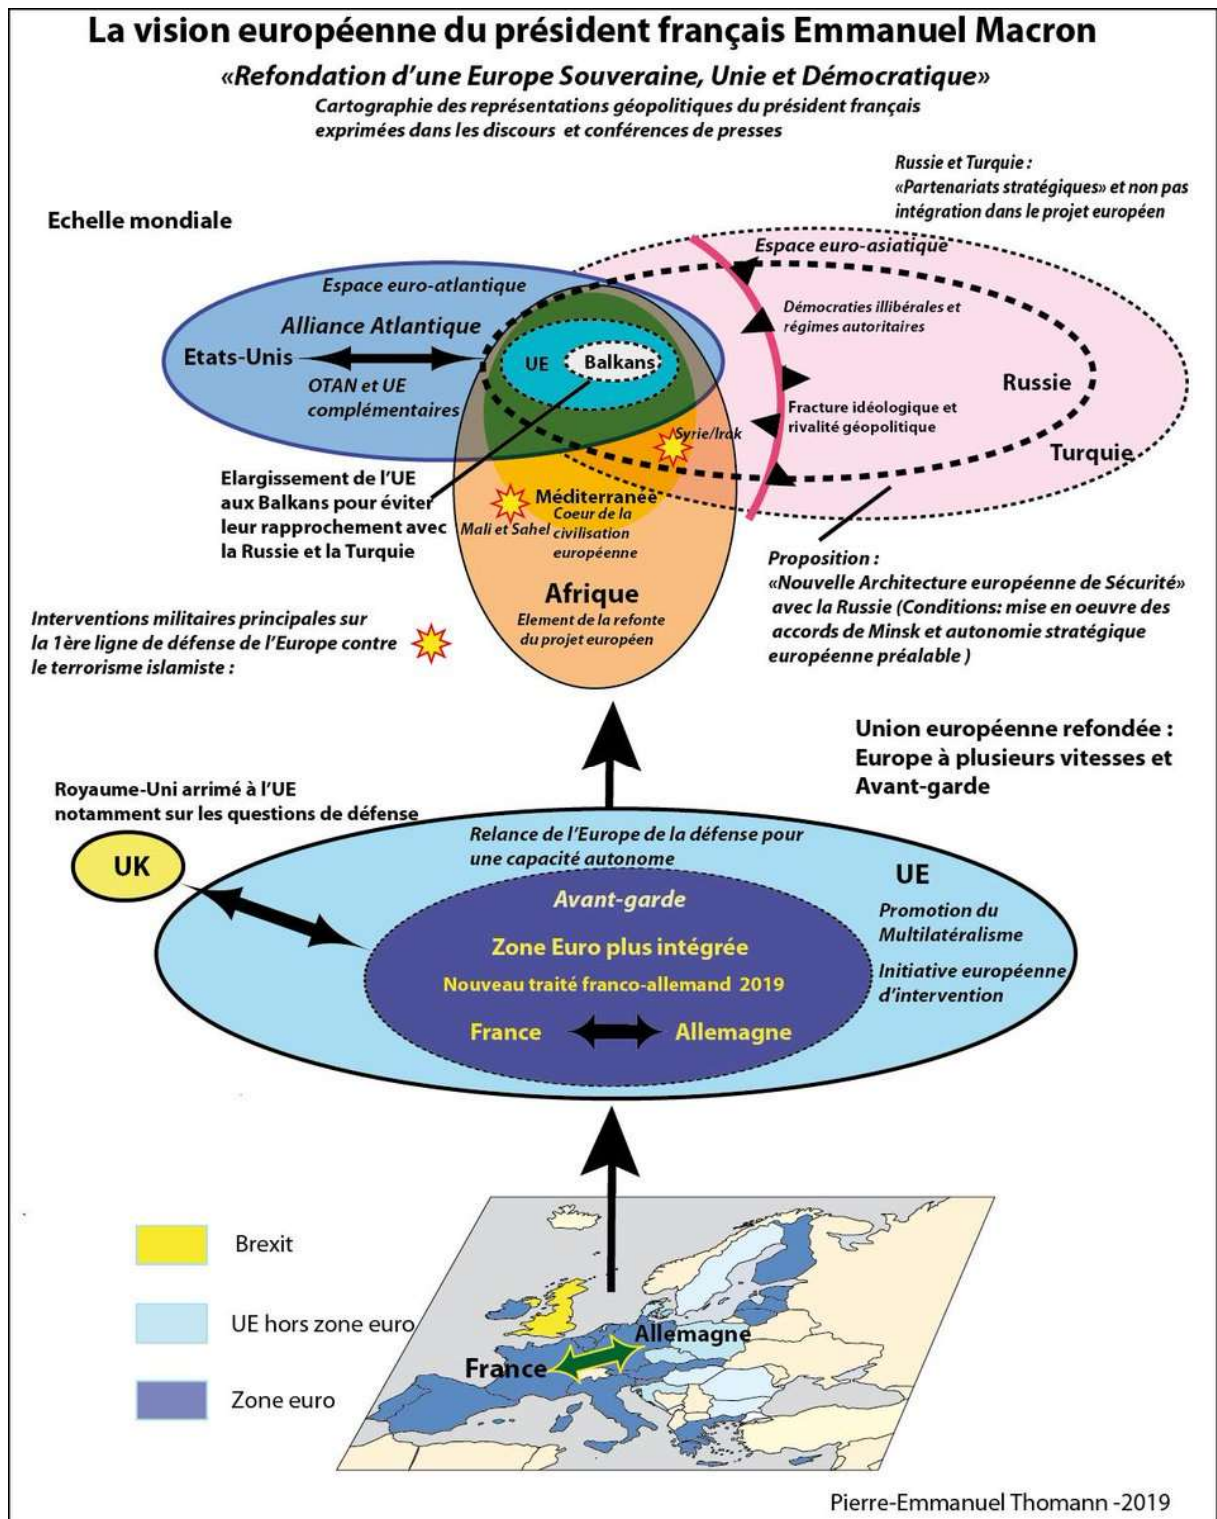 La vision européenne du président français Emmanuel Macron
«Refondation d'une Europe Souveraine, Unie et Démocratique»
Cartographie des représentations géopolitiques du président français
exprimées dans les discours et conférences de presses
Russie et Turquie :
«Partenariats stratégiques» et non pas
intégration dans le projet européen
Echelle mondiale
Espace euro-asiatique
Espace euro-atlantique
Démocraties illibérales et
régimes autoritaires
Alliance Atlantique
Etats-Unis
UE
Balkans
OTAN et UE
complémentaires
Russie
Fracture idéologique et
rivalité géopolitique
Syrie/Irak
Turquie
Elargissement de l'UE
aux Balkans pour éviter
leur rapprochement avec
la Russie et la Turquie
Méditerranée
Coeur de la
civilisation
européenne
Mali et Sahel
Proposition :
«Nouvelle Architecture européenne de Sécurité»
avec la Russie (Conditions: mise en oeuvre des
accords de Minsk et autonomie stratégique
européenne préalable )
Afrique
Element de la refonte
du projet européen
Interventions militaires principales sur
la 1ère ligne de défense de l'Europe contre
le terrorisme islamiste :
Union européenne refondée :
Europe à plusieurs vitesses et
Avant-garde
Royaume-Uni arrimé à l'UE
notamment sur les questions de défense
UK
Relance de l'Europe de la défense pour
une capacité autonome
UE
Promotion du
Multilatéralisme
Initiative européenne
d'intervention
Avant-garde
Zone Euro plus intégrée
Nouveau traité franco-allemand 2019
France
Allemagne
Brexit
UE hors zone euro
Zone euro
Allemagne
France
Pierre-Emmanuel Thomann -2019